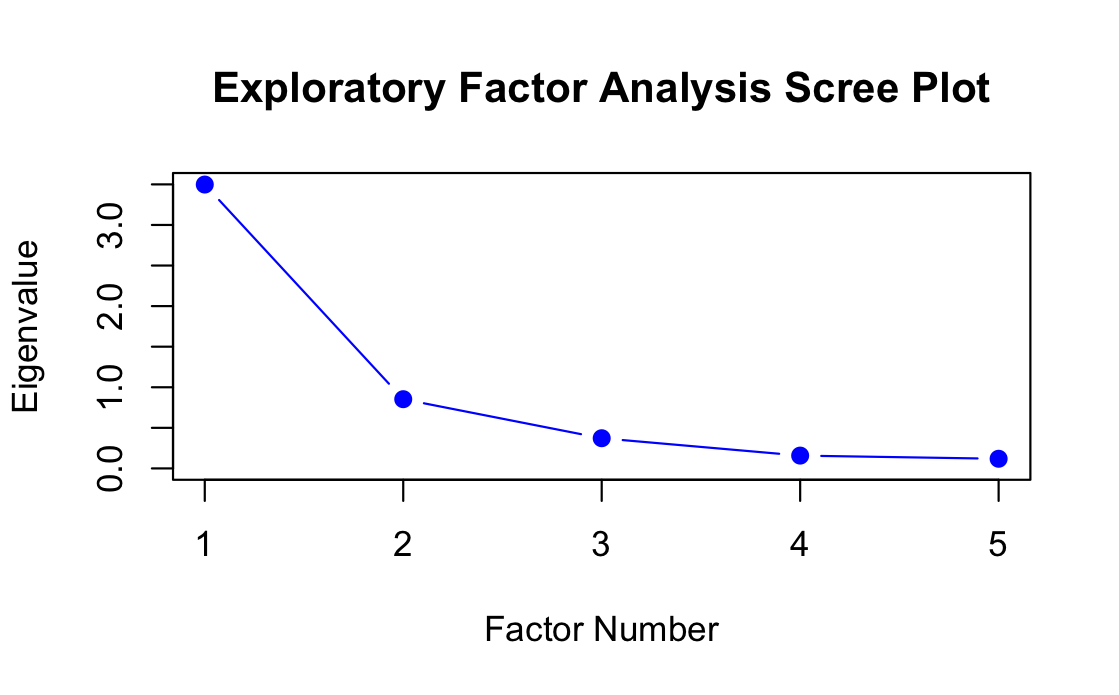 Exploratory Factor Analysis Scree Plot
Eigenvalue
3.0
2.0
1.0
0.0
1 2 3 4 5
Factor Number